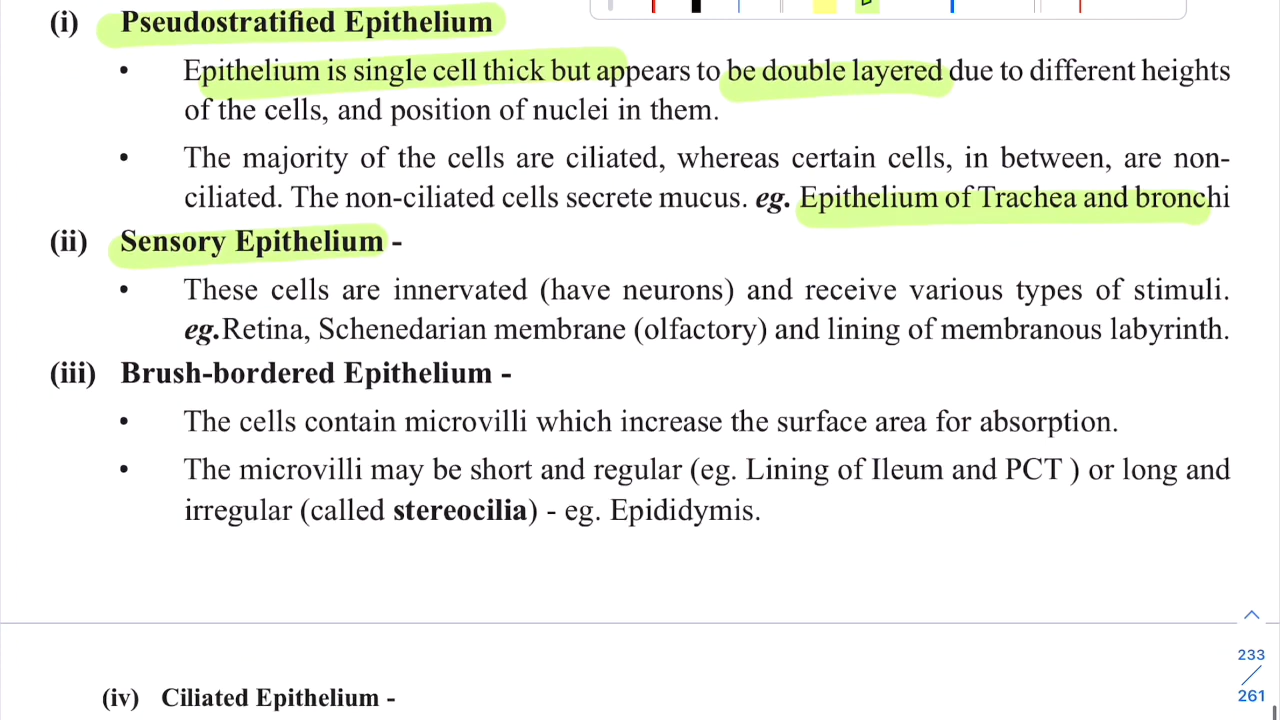 (i) Pseudostratified Epithelium
• Epithelium is single cell thick but appears to be double layered due to different heights
of the cells, and position of nuclei in them.
• The majority of the cells are ciliated, whereas certain cells, in between, are non-
ciliated. The non-ciliated cells secrete mucus. eg. Epithelium of Trachea and bronchi
(ii) Sensory Epithelium -
• These cells are innervated (have neurons) and receive various types of stimuli.
eg.Retina, Schenedarian membrane (olfactory) and lining of membranous labyrinth.
(iii) Brush-bordered Epithelium -
• The cells contain microvilli which increase the surface area for absorption.
• The microvilli may be short and regular (eg. Lining of Ileum and PCT ) or long and
irregular (called stereocilia) - eg. Epididymis.
233
/
261
(iv) Ciliated Epithelium -